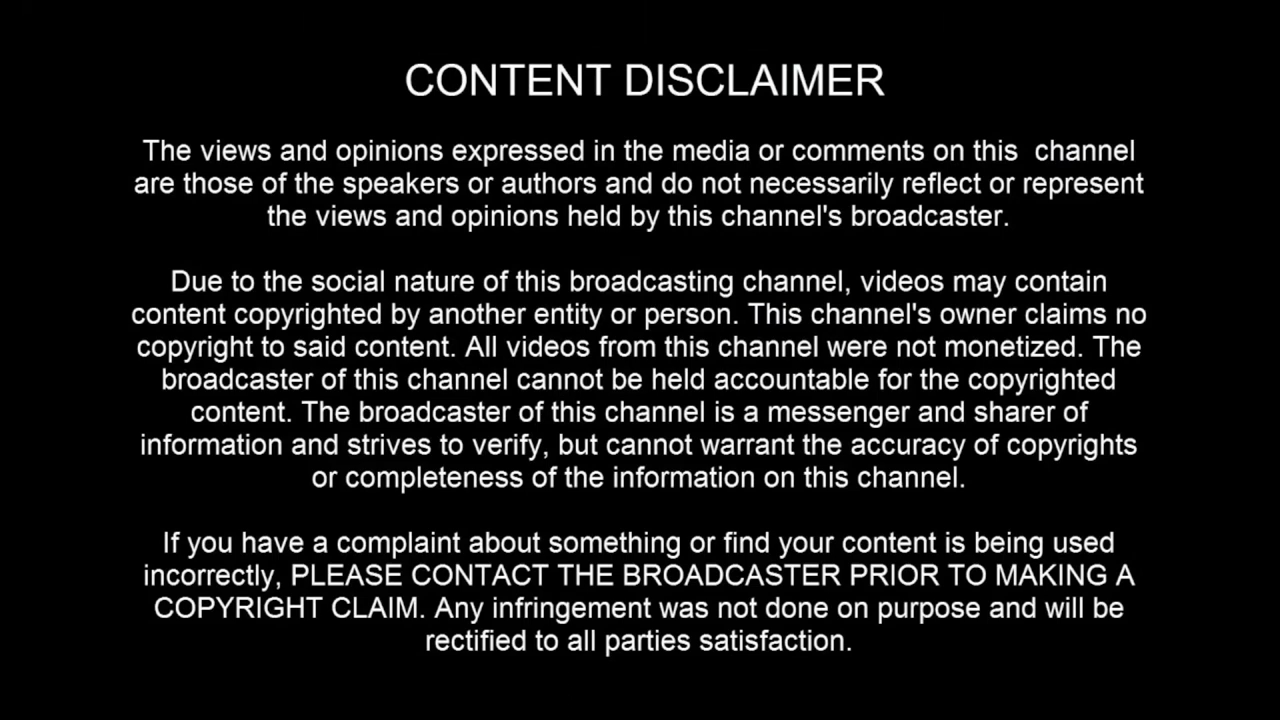 CONTENT DISCLAIMER
The views and opinions expressed in the media or comments on this  channel
are those of the speakers or authors and do not necessarily reflect or represent
the views and opinions held by this channel's broadcaster.
Due to the social nature of this broadcasting channel, videos may contain
content copyrighted by another entity or person. This channel's owner claims no
copyright to said content. All videos from this channel were not monetized. The
broadcaster of this channel cannot be held accountable for the copyrighted
content. The broadcaster of this channel is a messenger and sharer of
information and strives to verify, but cannot warrant the accuracy of copyrights
or completeness of the information on this channel.
If you have a complaint about something or find your content is being used
incorrectly, PLEASE CONTACT THE BROADCASTER PRIOR TO MAKING A
COPYRIGHT CLAIM. Any infringement was not done on purpose and will be
rectified to all parties satisfaction.